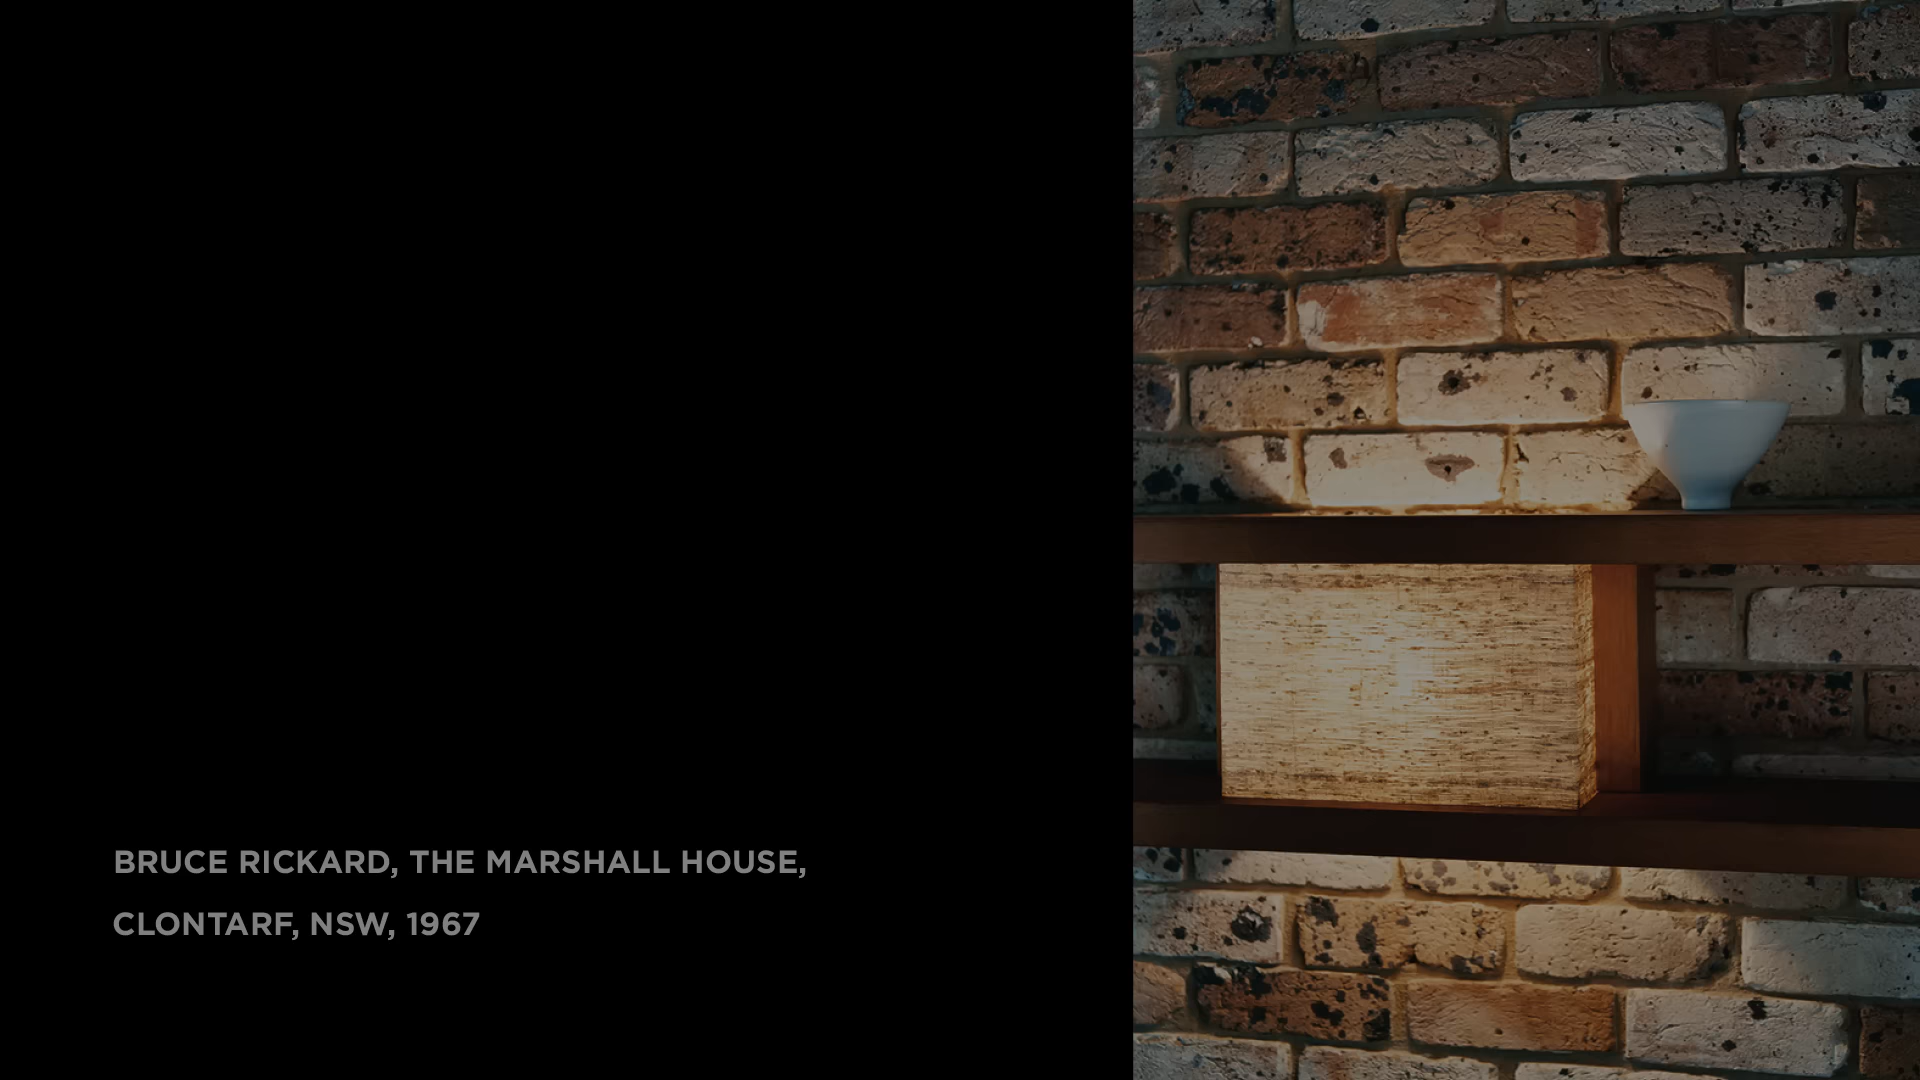 BRUCE RICKARD, THE MARSHALL HOUSE,
CLONTARF, NSW, 1967